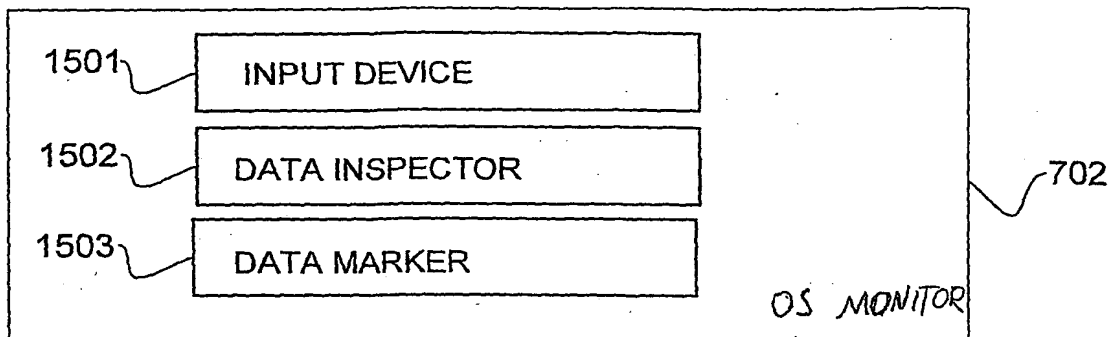 1501 INPUT DEVICE
1502 DATA INSPECTOR
702
1503 DATA MARKER
OS MONITOR